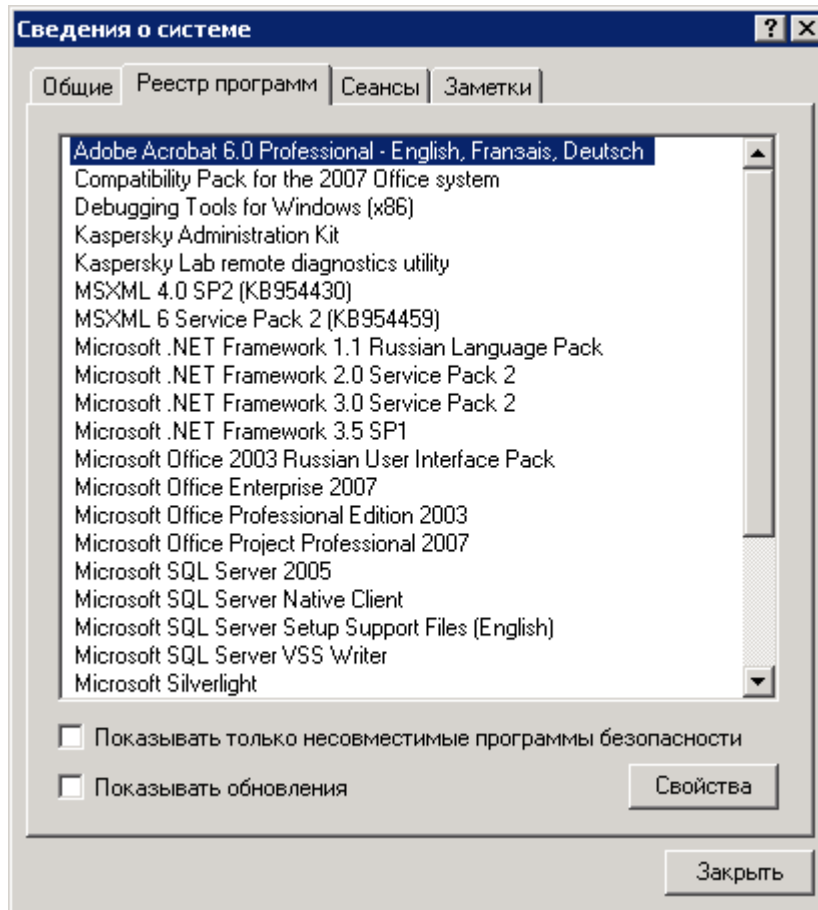 Сведения о системе
Общие Реестр программ Сеансы Заметки
Adobe Acrobat 6.0 Professional - English, Franзais, Deutsch
Compatibility Pack for the 2007 Office system
Debugging Tools for Windows (x86)
Kaspersky Administration Kit
Kaspersky Lab remote diagnostics utility
MSXML 4.0 SP2 (KB954430)
MSXML 6 Service Pack 2 (KB954459)
Microsoft .NET Framework 1.1 Russian Language Pack
Microsoft .NET Framework 2.0 Service Pack 2
Microsoft .NET Framework 3.0 Service Pack 2
Microsoft .NET Framework 3.5 SP1
Microsoft Office 2003 Russian User Interface Pack
Microsoft Office Enterprise 2007
Microsoft Office Professional Edition 2003
Microsoft Office Project Professional 2007
Microsoft SQL Server 2005
Microsoft SQL Server Native Client
Microsoft SQL Server Setup Support Files (English)
Microsoft SQL Server VSS Writer
Microsoft Silverlight
Показывать только несовместимые программы безопасности
Показывать обновления
Свойства
Закрыть